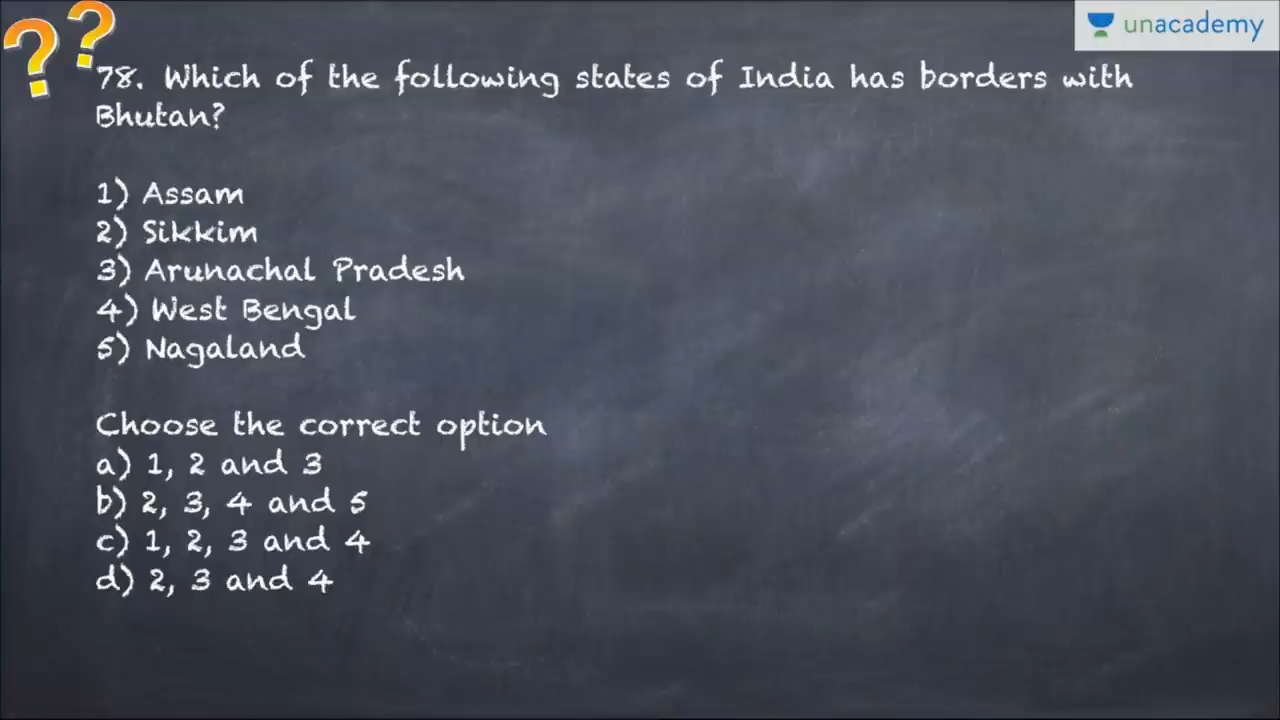 ??
unacademy
78. Which of the following states of India has borders with
Bhutan?
1) Assam
2) Sikkim
3) Arunachal Pradesh
4) West Bengal
5) Nagaland
Choose the correct option
a) 1, 2 and 3
b) 2, 3, 4 and 5
c) 1, 2, 3 and 4
d) 2, 3 and 4